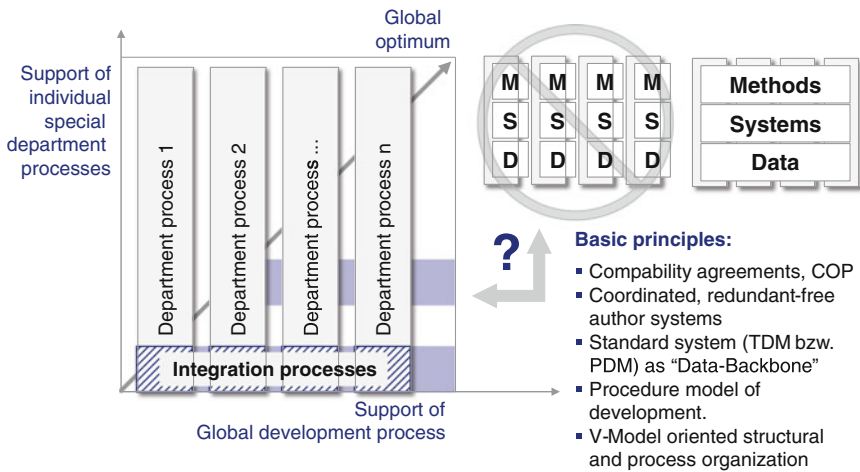 Global
optimum
Support of
individual
special
department
processes
Department process 1
Department process 2
Department process s ...
Department process n
Integration processes
Support of
Global development process
M M M M
S S S S
D D D D
Methods
Systems
Data
?
Basic principles:
▪ Compability agreements, COP
▪ Coordinated, redundant-free
author systems
▪ Standard system (TDM bzw.
PDM) as “Data-Backbone”
▪ Procedure model of
development.
▪ V-Model oriented structural
and process organization